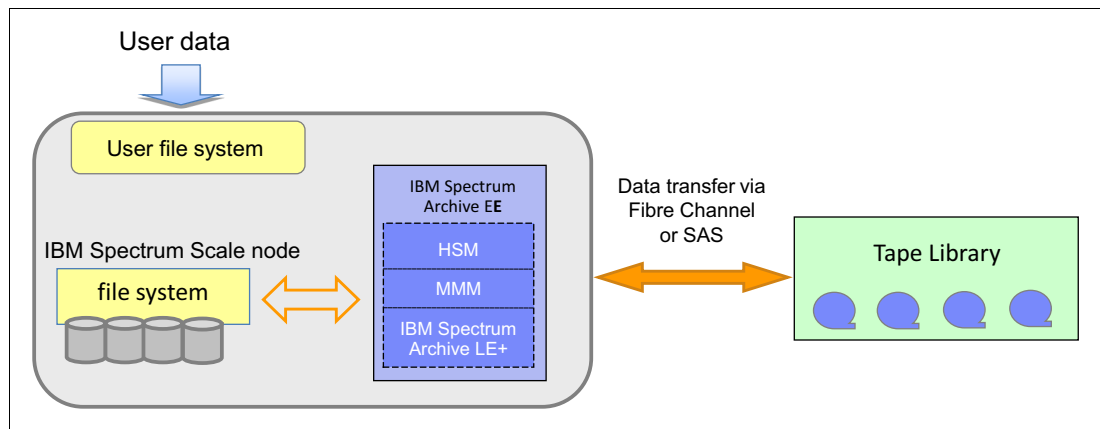 User data
User file system
IBM Spectrum Scale node
file system
IBM Spectrum
Archive EE
HSM
MMM
IBM Spectrum
Archive LE+
Data transfer via
Fibre Channel
or SAS
Tape Library